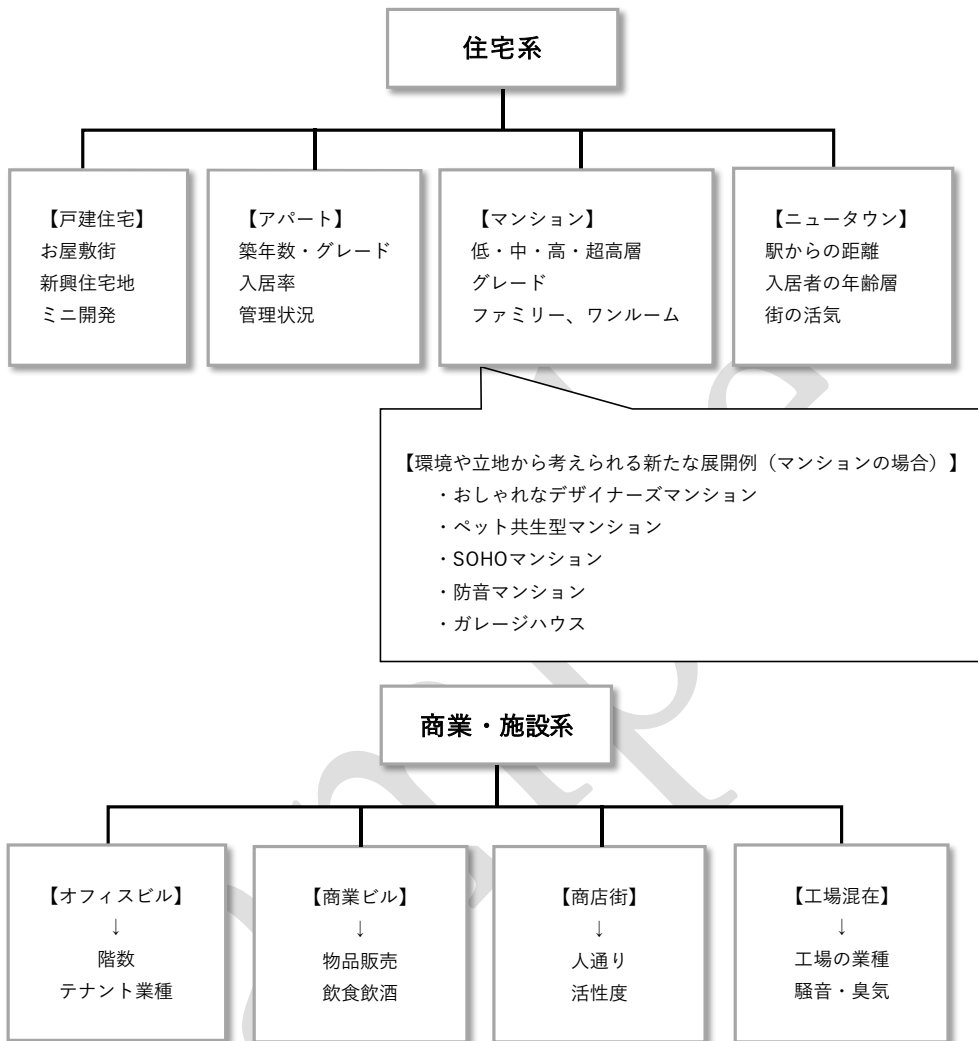 住宅系
【戸建住宅】
お屋敷街
新興住宅地
ミニ開発
【アパート】
築年数・グレード
入居率
管理状況
【マンション】
低・中・高・超高層
グレード
ファミリー、ワンルーム
【ニュータウン】
駅からの距離
入居者の年齢層
街の活気
【環境や立地から考えられる新たな展開例（マンションの場合）】
・おしゃれなデザイナーズマンション
・ペット共生型マンション
・SOHOマンション
・防音マンション
・ガレージハウス
商業・施設系
【オフィスビル】
↓
階数
テナント業種
【商業ビル】
↓
物品販売
飲食飲酒
【商店街】
↓
人通り
活性度
【工場混在】
↓
工場の業種
騒音・臭気